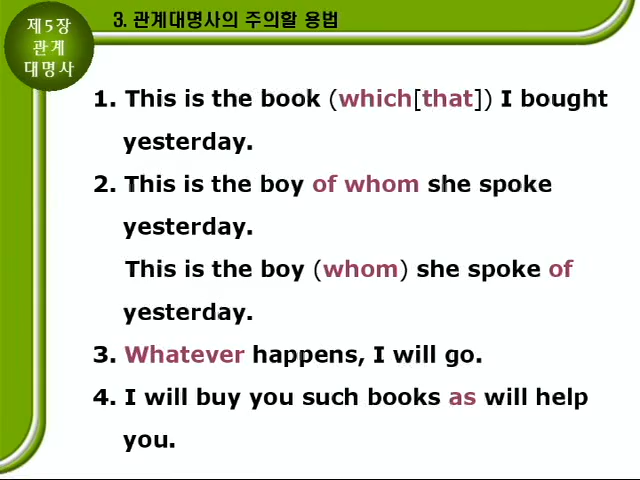 제5장
관계
대명사
3. 관계대명사의 주의할 용법
1. This is the book (which[that]) I bought
yesterday.
2. This is the boy of whom she spoke
yesterday.
This is the boy (whom) she spoke of
yesterday.
3. Whatever happens, I will go.
4. I will buy you such books as will help
you.